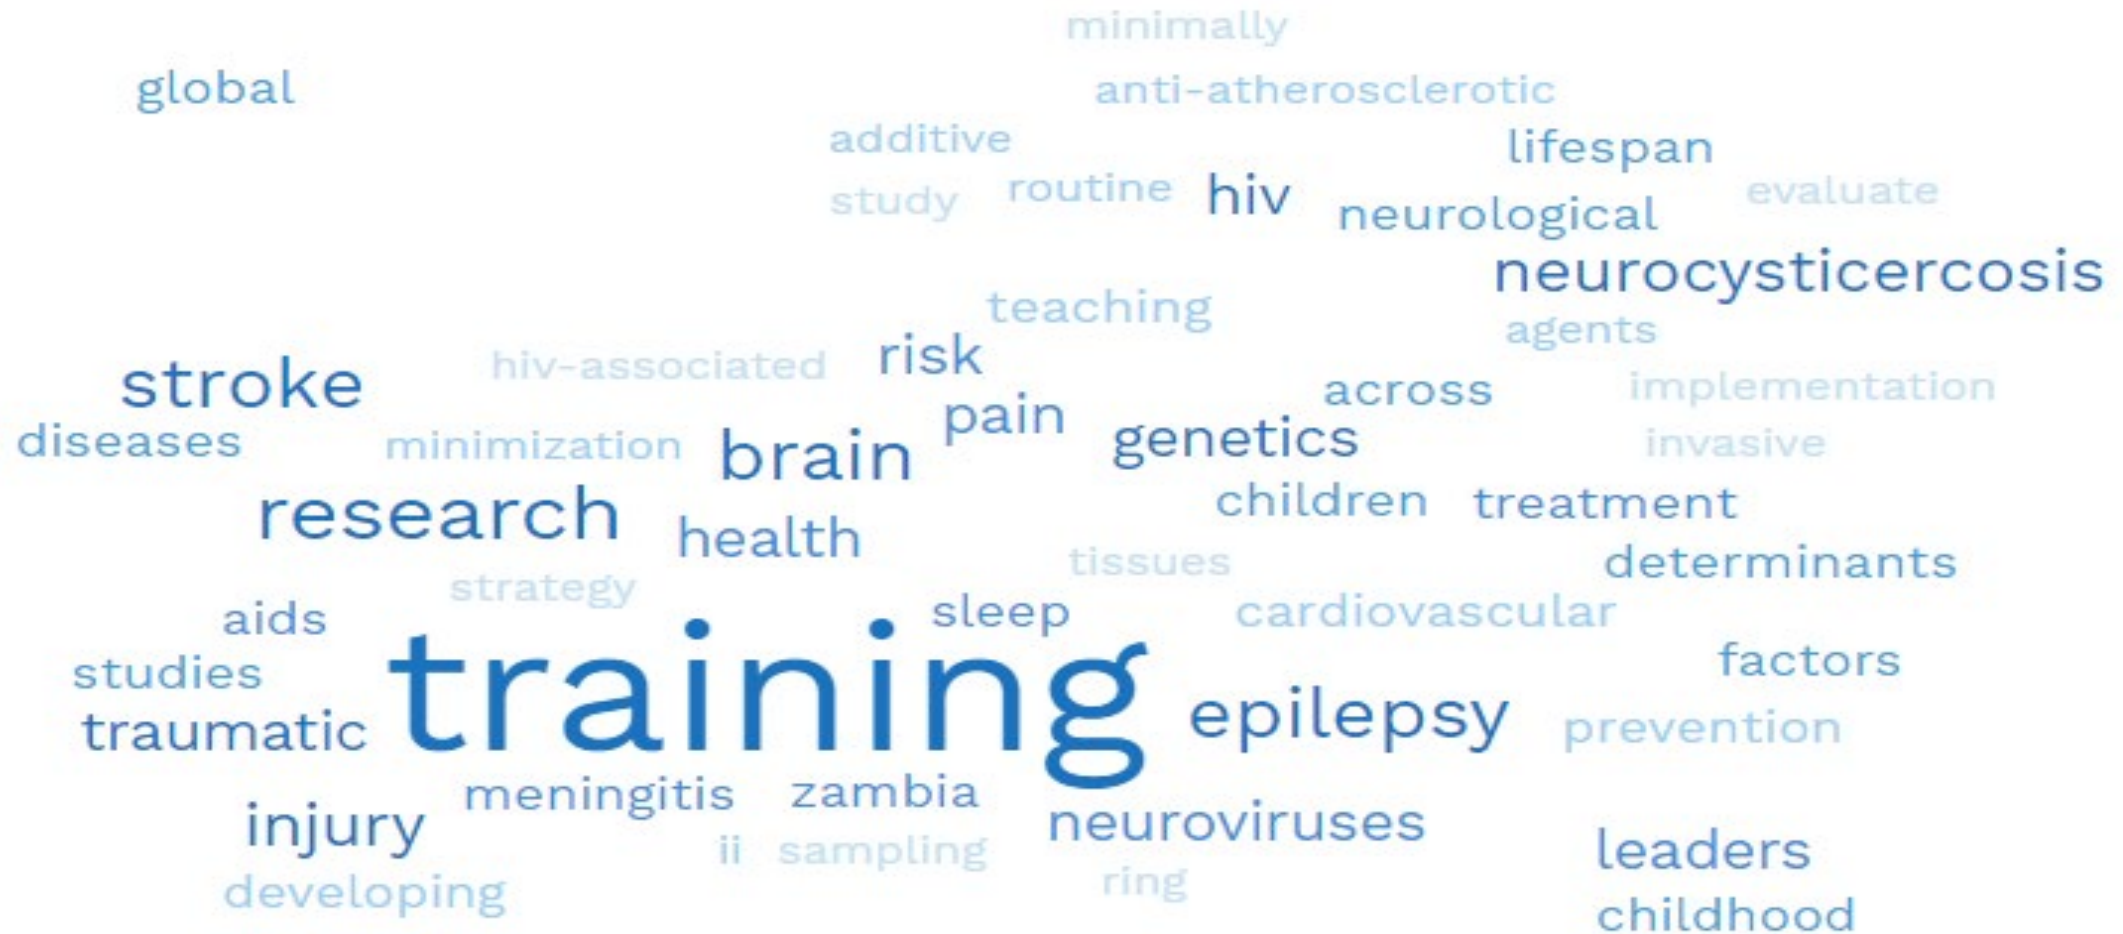 minimally
global
anti-atherosclerotic
additive
lifespan
study routine hiv neurological evaluate
neurocysticercosis
teaching
agents
stroke hiv-associated risk
across implementation
diseases minimization brain pain genetics invasive
research health
children treatment
tissues determinants
strategy
aids sleep cardiovascular
studies training factors
traumatic epilepsy prevention
meningitis zambia
injury neuroviruses
ii sampling leaders
developing ring
childhood